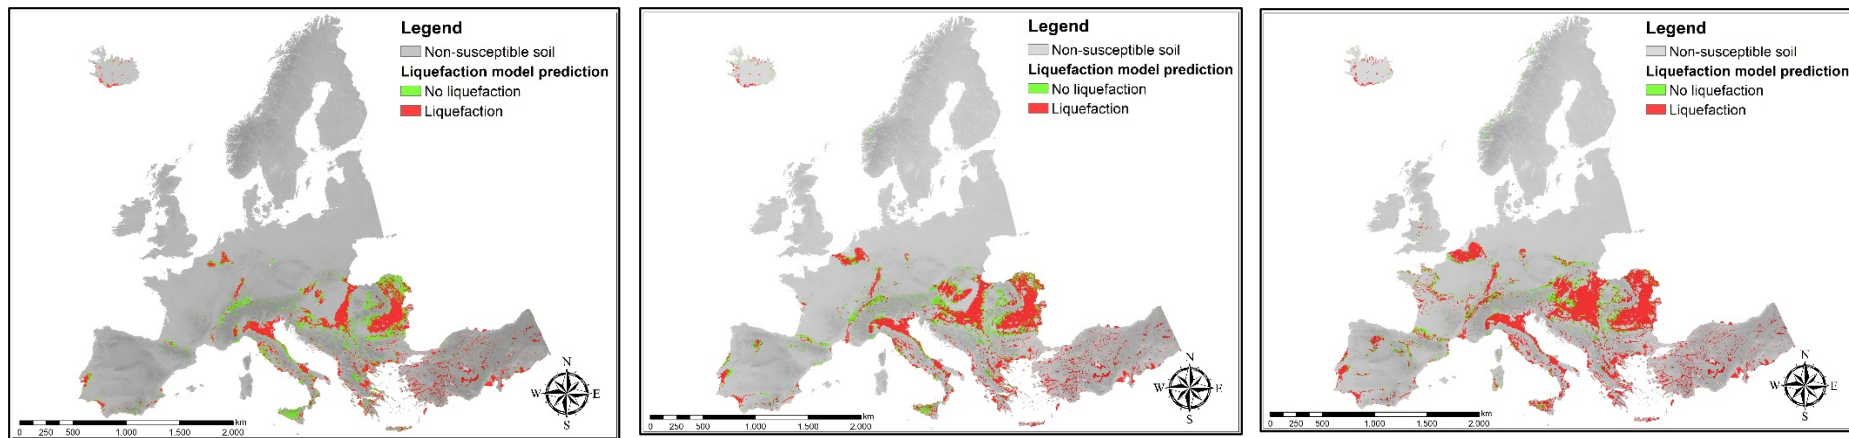 Legend
Non-susceptible soil
Liquefaction model prediction
No liquefaction
Liquefaction
N
W E
S
km
0 250 500 1.000 1.500 2.000
Legend
Non-susceptible soil
Liquefaction model prediction
No liquefaction
Liquefaction
N
W E
S
km
0 250 500 1.000 1.500 2.000
Legend
Non-susceptible soil
Liquefaction model prediction
No liquefaction
Liquefaction
N
W E
S
km
0 250 500 1.000 1.500 2.000